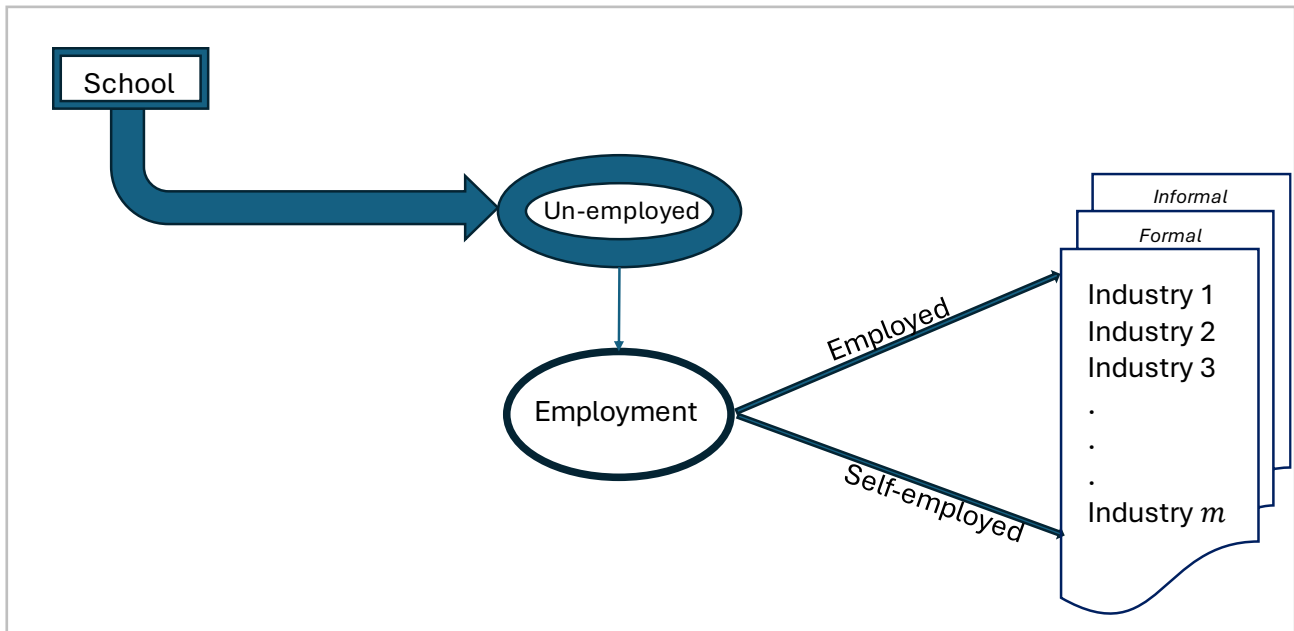 School
Un-employed
Informal
Formal
Employed
Industry 1
Industry 2
Industry 3
.
.
.
Industry m
Employment
Self-employed